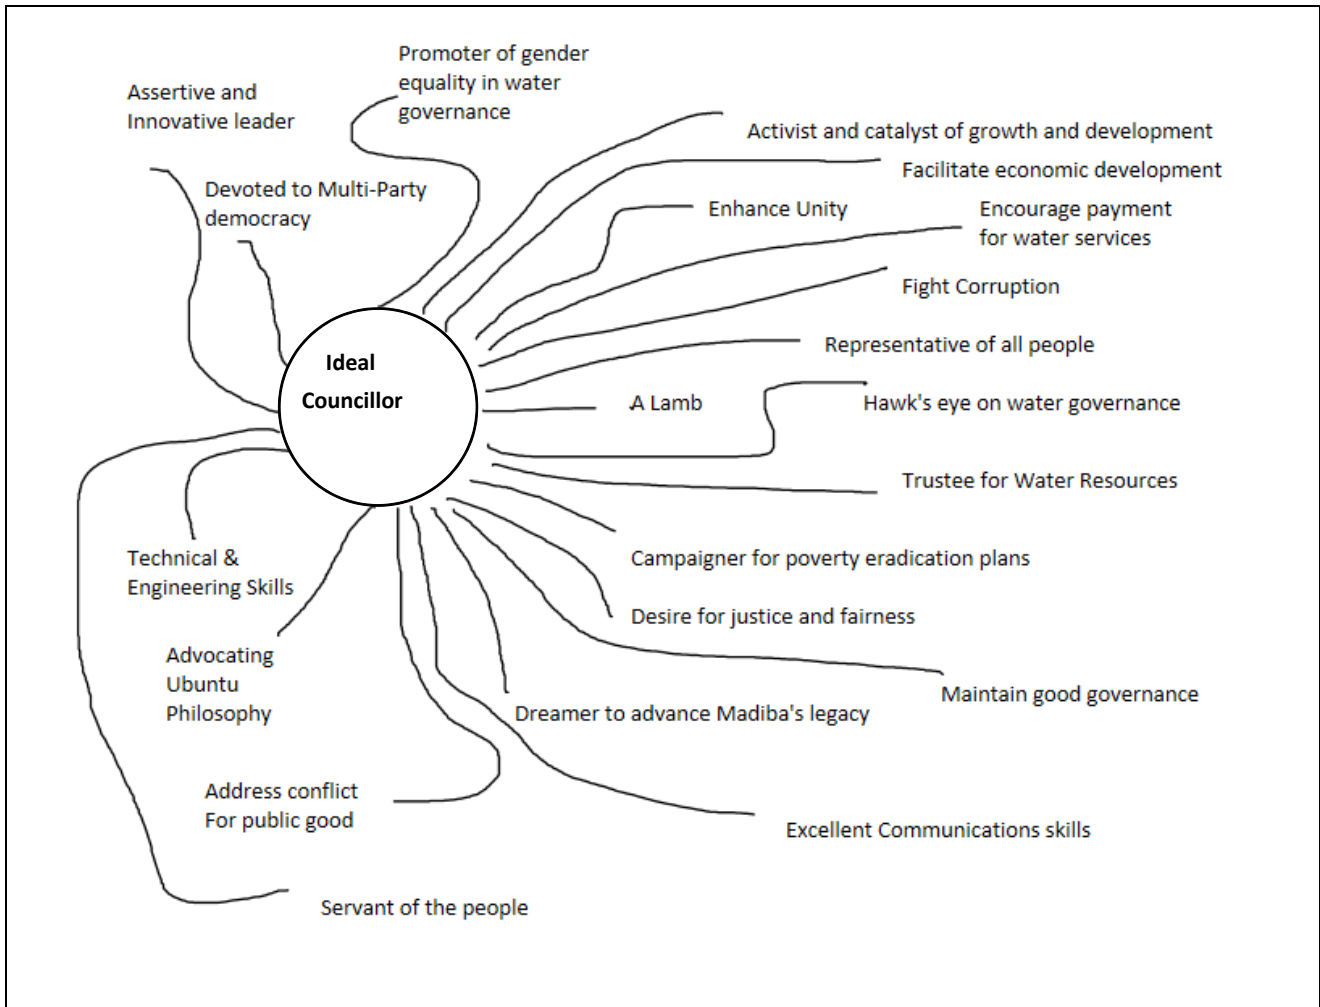 Promoter of gender
equality in water
governance
Assertive and
Innovative leader
Activist and catalyst of growth and development
Facilitate economic development
Devoted to Multi-Party
democracy
Enhance Unity
Encourage payment
for water services
Fight Corruption
Representative of all people
Ideal
Councillor
A Lamb
Hawk's eye on water governance
Trustee for Water Resources
Technical &
Engineering Skills
Campaigner for poverty eradication plans
Desire for justice and fairness
Advocating
Ubuntu
Philosophy
Maintain good governance
Dreamer to advance Madiba's legacy
Address conflict
For public good
Excellent Communications skills
Servant of the people